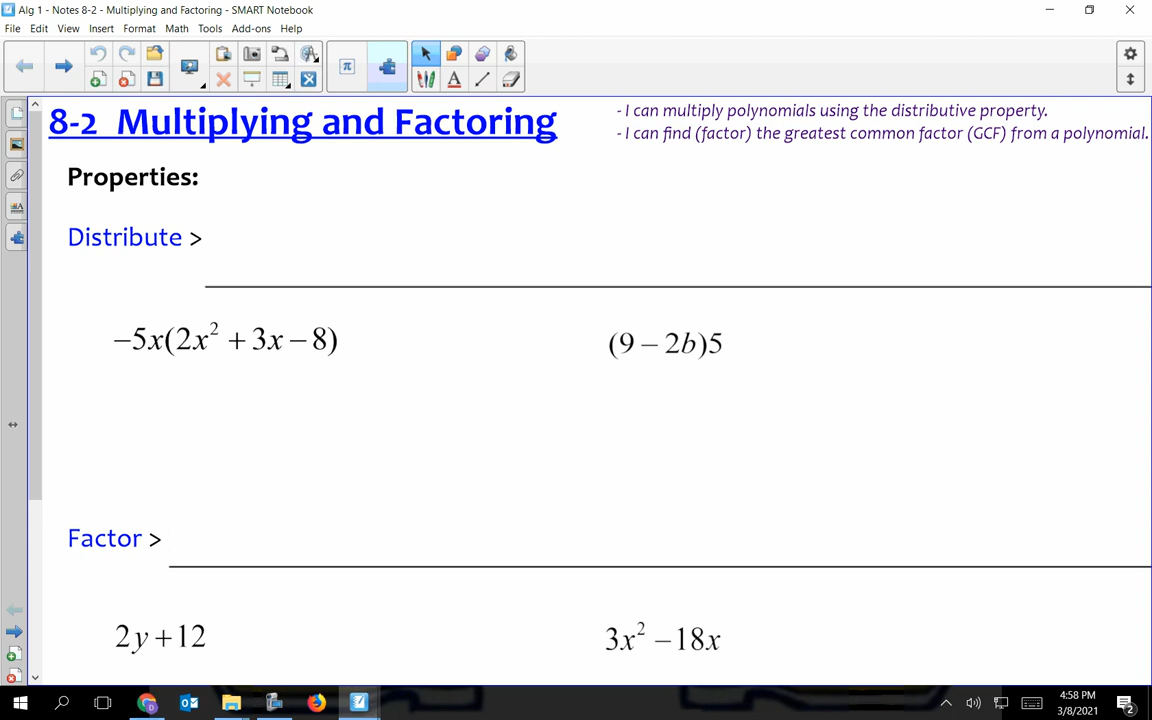 Alg 1 - Notes 8-2 - Multiplying and Factoring - SMART Notebook
File Edit View Insert Format Math Tools Add-ons Help
8-2 Multiplying and Factoring
- I can multiply polynomials using the distributive property.
- I can find (factor) the greatest common factor (GCF) from a polynomial.
Properties:
Distribute >
−5x(2x² + 3x − 8) (9 − 2b)5
Factor >
2y + 12 3x² − 18x
4:58 PM
3/8/2021
2